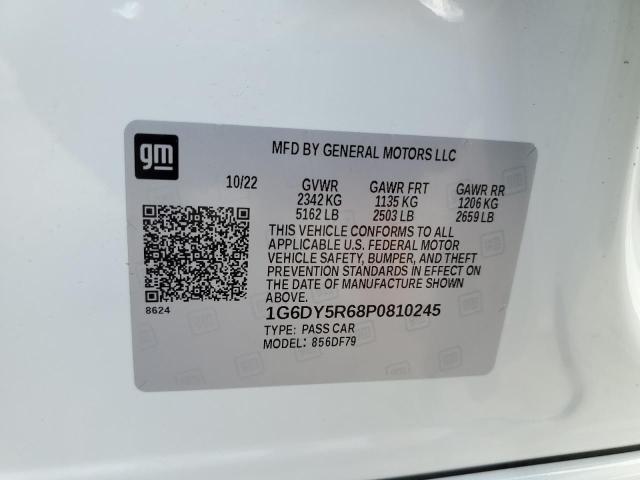 gm
MFD BY GENERAL MOTORS LLC
10/22 GVWR GAWR FRT GAWR RR
2342 KG 1135 KG 1206 KG
5162 LB 2503 LB 2659 LB
THIS VEHICLE CONFORMS TO ALL
APPLICABLE U.S. FEDERAL MOTOR
VEHICLE SAFETY, BUMPER, AND THEFT
PREVENTION STANDARDS IN EFFECT ON
THE DATE OF MANUFACTURE SHOWN
ABOVE.
8624
1G6DY5R68P0810245
TYPE: PASS CAR
MODEL: 856DF79